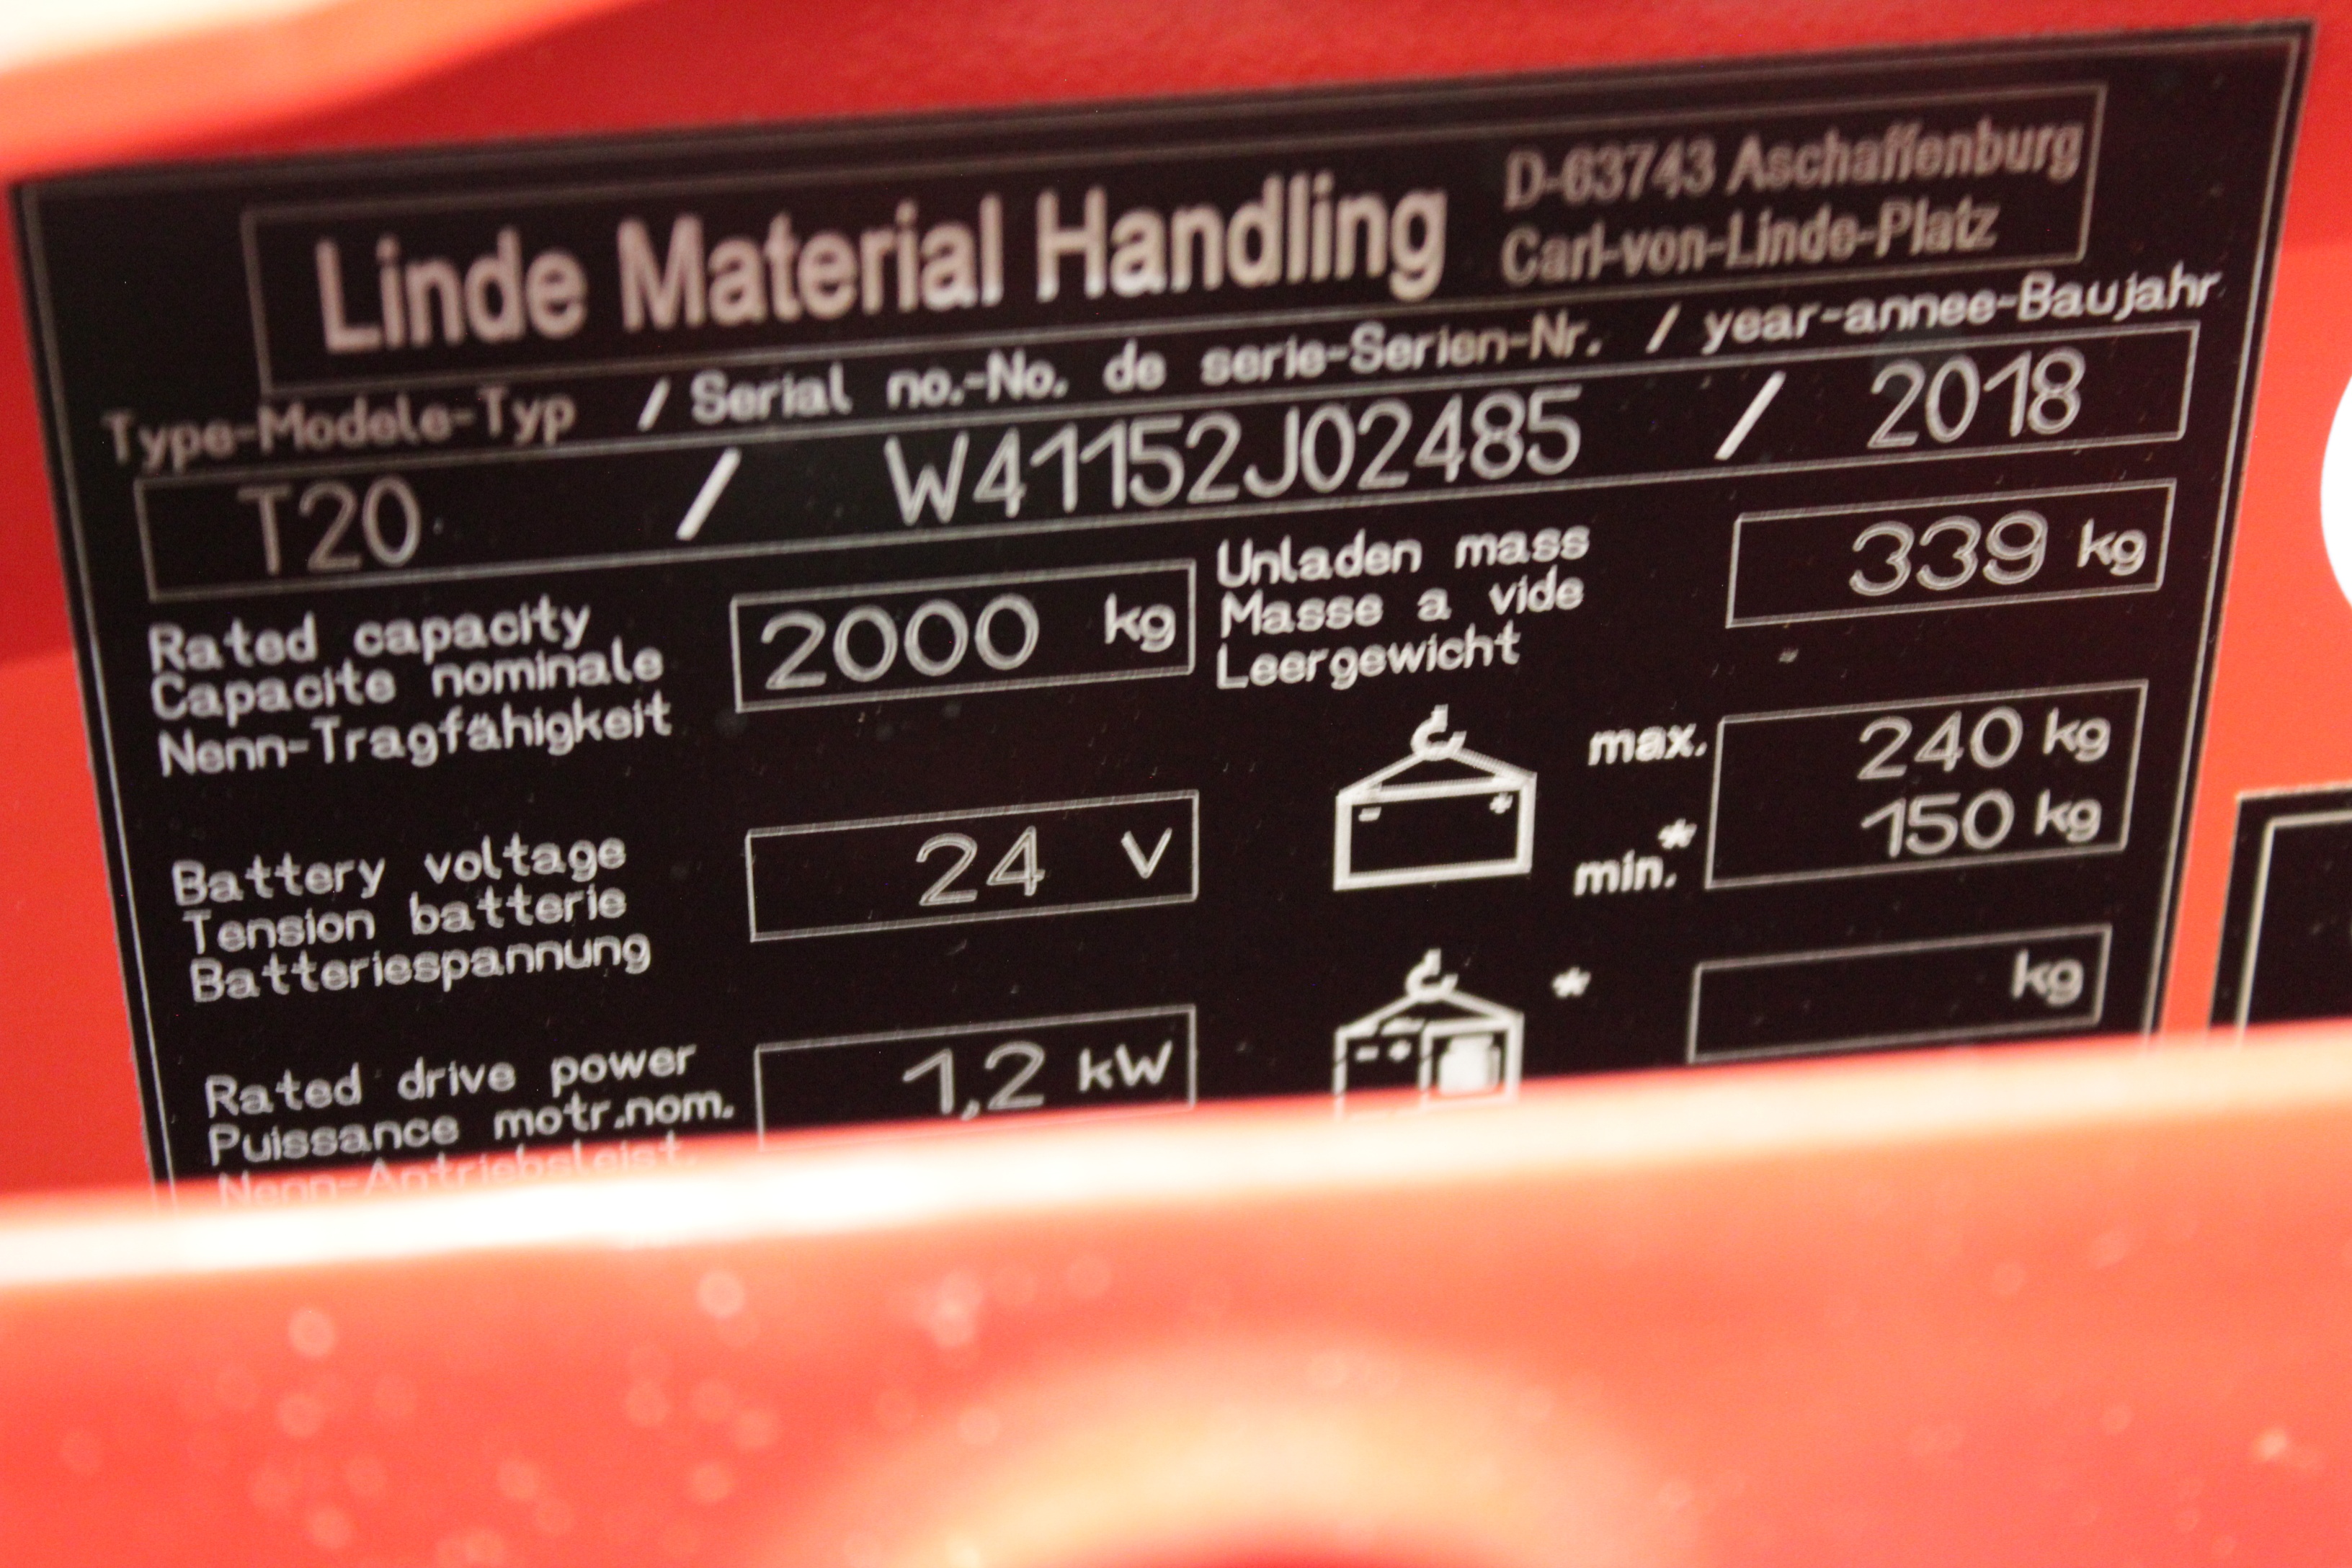 Linde Material Handling
D-63743 Aschaffenburg
Carl-von-Linde-Platz
Type-Modele-Typ / Serial no.-No. de serie-Serien-Nr. / year-annee-Baujahr
T20 / W41152J02485 / 2018
Rated capacity
Capacite nominale
Nenn-Tragfähigkeit
2000 kg
Unladen mass
Masse a vide
Leergewicht
339 kg
Battery voltage
Tension batterie
Batteriespannung
24 V
- +
max. 240 kg
min.* 150 kg
Rated drive power
Puissance motr.nom.
Nenn-Antriebsleist.
1,2 kW
- +
* kg